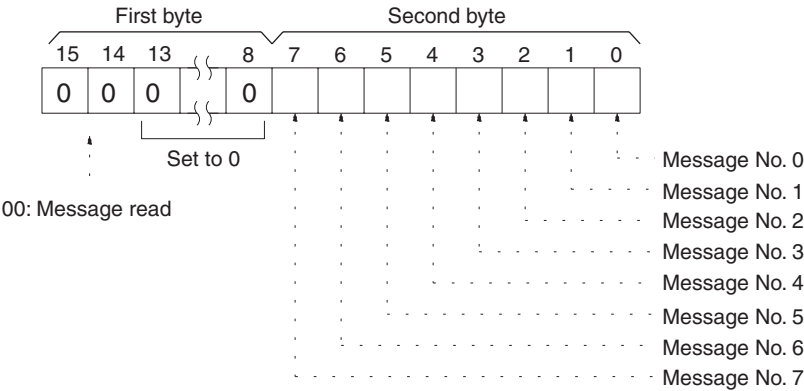 First byte Second byte
15 14 13 8 7 6 5 4 3 2 1 0
0 0 0 0
Set to 0
00: Message read
Message No. 0
Message No. 1
Message No. 2
Message No. 3
Message No. 4
Message No. 5
Message No. 6
Message No. 7